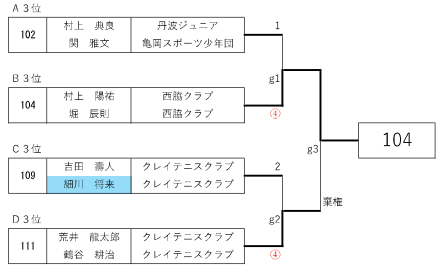 A3位
102 村上 典良 丹波ジュニア 1
関 雅文 亀岡スポーツ少年団
g1
B3位
104 村上 陽祐 西脇クラブ
堀 辰則 西脇クラブ ④
g3 104
C3位
109 吉田 壽人 クレイテニスクラブ 2
細川 将来 クレイテニスクラブ
棄権
g2
D3位
111 荒井 龍太郎 クレイテニスクラブ
鶴谷 耕治 クレイテニスクラブ ④